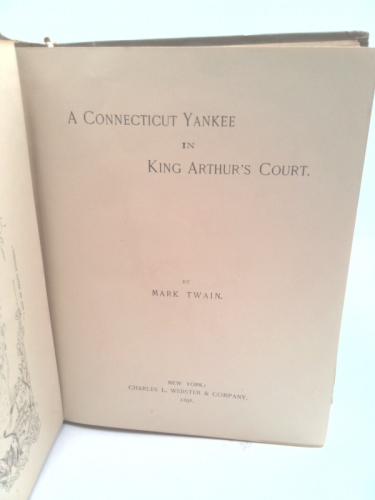 A CONNECTICUT YANKEE
IN
KING ARTHUR'S COURT.
BY
MARK TWAIN.
NEW YORK:
CHARLES L. WEBSTER & COMPANY.